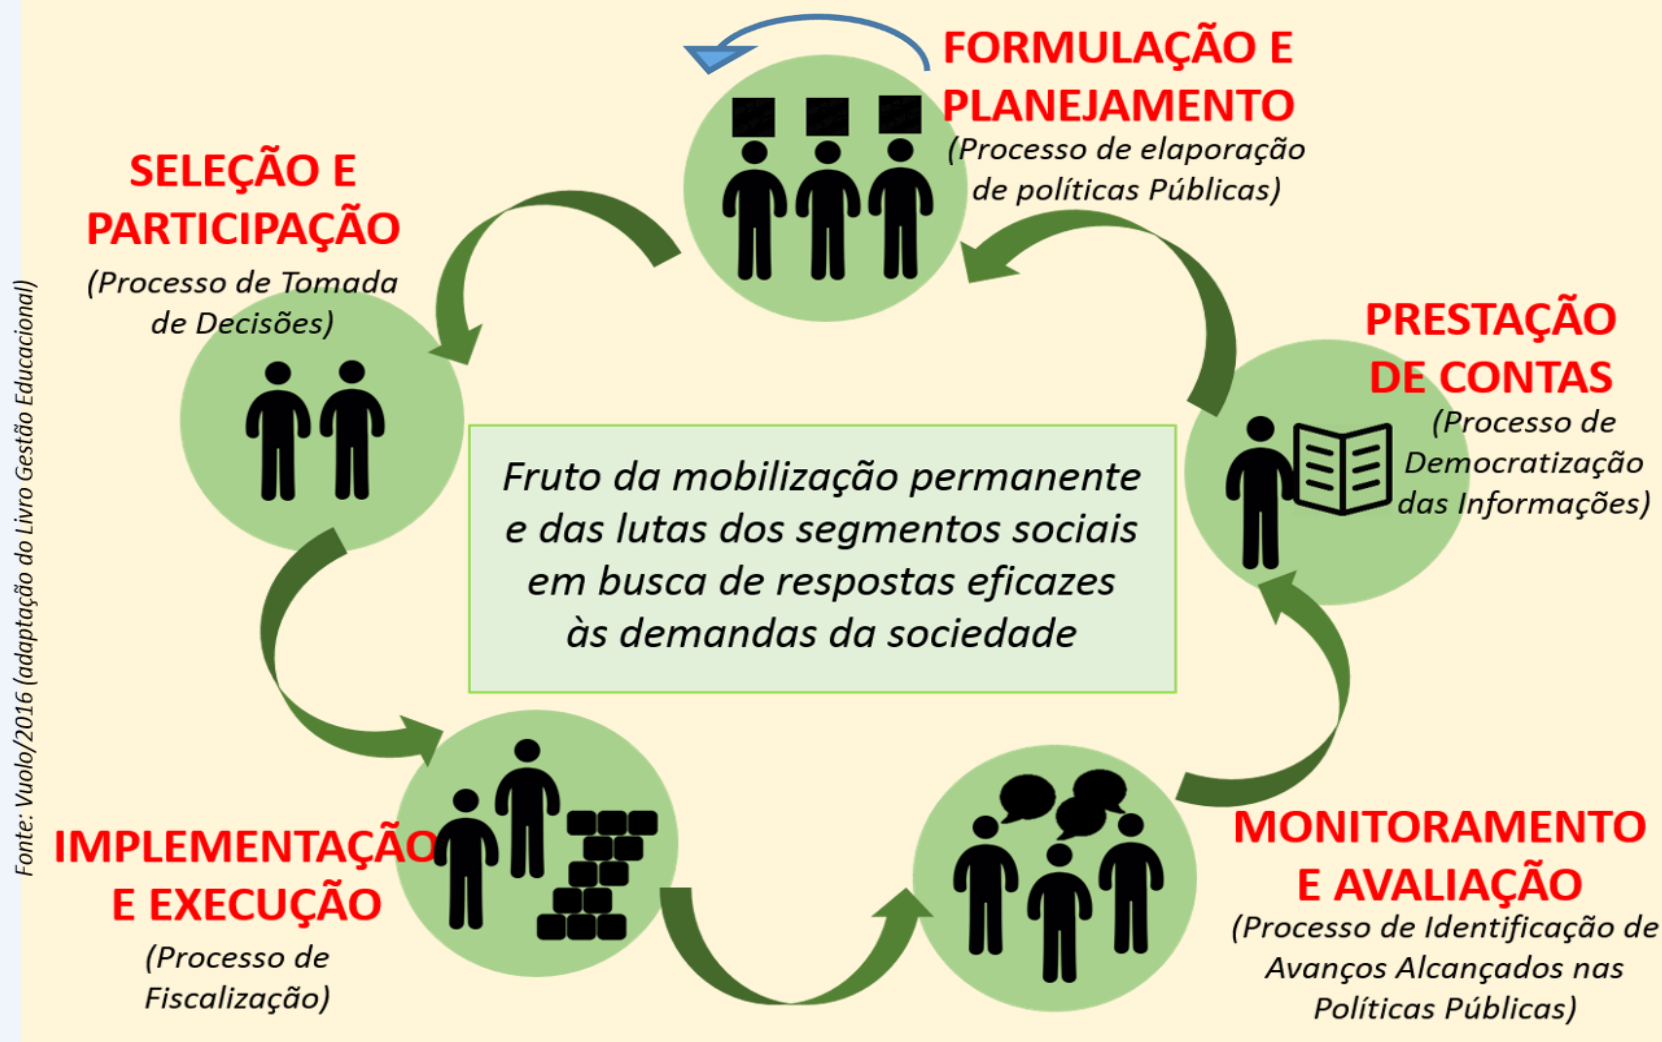 FORMULAÇÃO E
PLANEJAMENTO
(Processo de elaporação
de políticas Públicas)
SELEÇÃO E
PARTICIPAÇÃO
(Processo de Tomada
de Decisões)
PRESTAÇÃO
DE CONTAS
(Processo de
Democratização
das Informações)
Fruto da mobilização permanente
e das lutas dos segmentos sociais
em busca de respostas eficazes
às demandas da sociedade
IMPLEMENTAÇÃO
E EXECUÇÃO
(Processo de
Fiscalização)
MONITORAMENTO
E AVALIAÇÃO
(Processo de Identificação de
Avanços Alcançados nas
Políticas Públicas)
Fonte: Vuolo/2016 (adaptação do Livro Gestão Educacional)